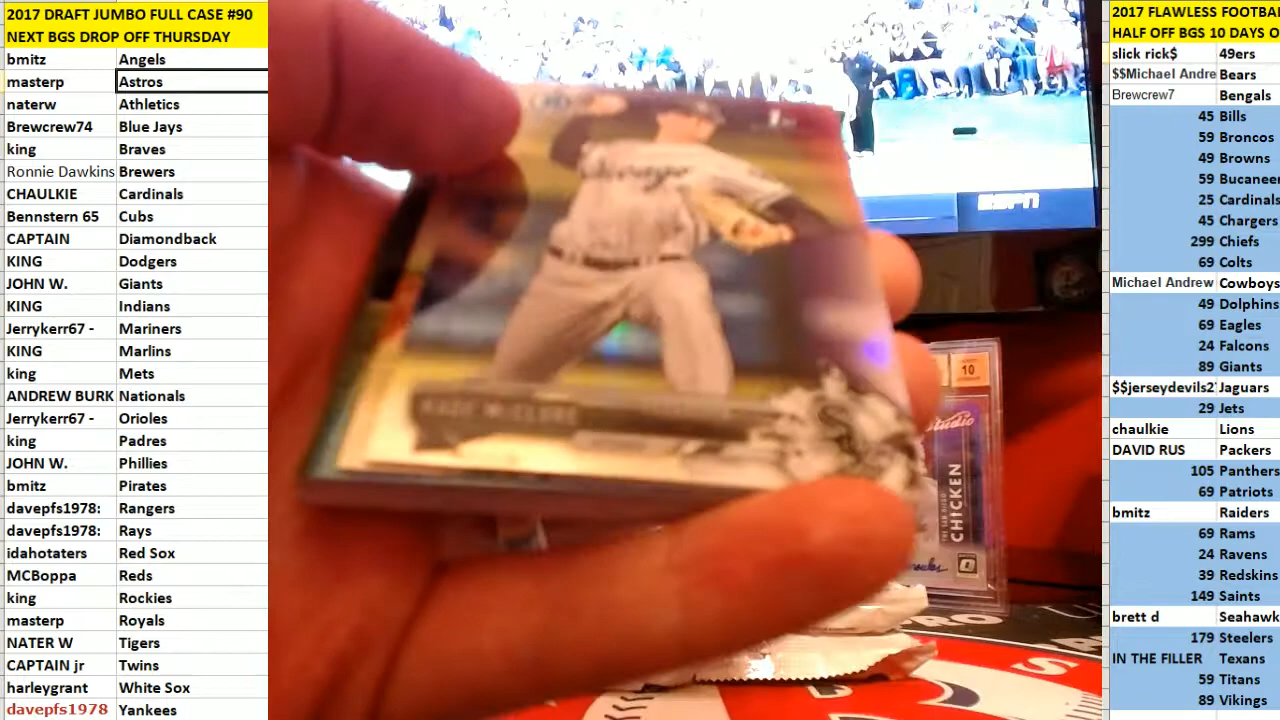 2017 DRAFT JUMBO FULL CASE #90
NEXT BGS DROP OFF THURSDAY
bmitz Angels
masterp Astros
naterw Athletics
Brewcrew74 Blue Jays
king Braves
Ronnie Dawkins Brewers
CHAULKIE Cardinals
Bennstern 65 Cubs
CAPTAIN Diamondback
KING Dodgers
JOHN W. Giants
KING Indians
Jerrykerr67 - Mariners
KING Marlins
king Mets
ANDREW BURK Nationals
Jerrykerr67 - Orioles
king Padres
JOHN W. Phillies
bmitz Pirates
davepfs1978: Rangers
davepfs1978: Rays
idahotaters Red Sox
MCBoppa Reds
king Rockies
masterp Royals
NATER W Tigers
CAPTAIN jr Twins
harleygrant White Sox
davepfs1978 Yankees
ESPN
Chicago
KADE McCLURE
10
Studio
THE SAN DIEGO
CHICKEN
PRO
S
2017 FLAWLESS FOOTBA
HALF OFF BGS 10 DAYS O
slick rick$ 49ers
$$Michael Andre Bears
Brewcrew7 Bengals
45 Bills
59 Broncos
49 Browns
59 Bucaneer
25 Cardinals
45 Chargers
299 Chiefs
69 Colts
Michael Andrew Cowboys
49 Dolphins
69 Eagles
24 Falcons
89 Giants
$$jerseydevils2 Jaguars
29 Jets
chaulkie Lions
DAVID RUS Packers
105 Panthers
69 Patriots
bmitz Raiders
69 Rams
24 Ravens
39 Redskins
149 Saints
brett d Seahawk
179 Steelers
IN THE FILLER Texans
59 Titans
89 Vikings